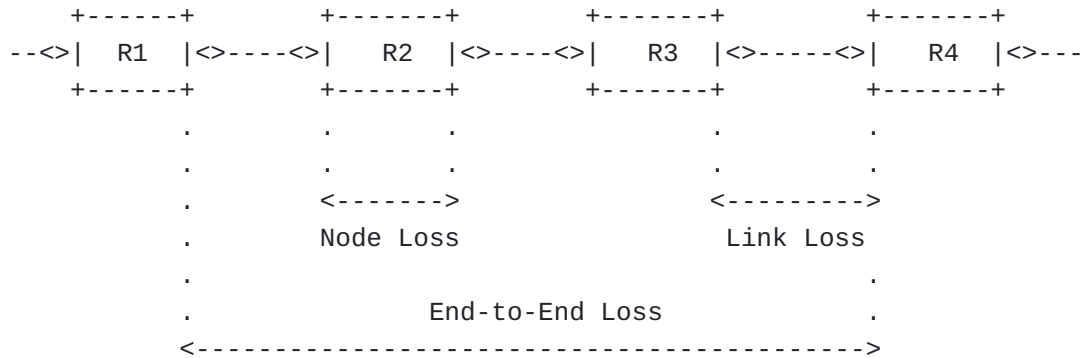 +------+        +-------+        +-------+         +-------+
--<>|  R1  |<>----<>|   R2  |<>----<>|   R3  |<>-----<>|   R4  |<>---
+------+        +-------+        +-------+         +-------+
.        .       .                .         .
.        .       .                .         .
.        <------->                <--------->
.        Node Loss                 Link Loss
.                                           .
.               End-to-End Loss             .
<------------------------------------------->